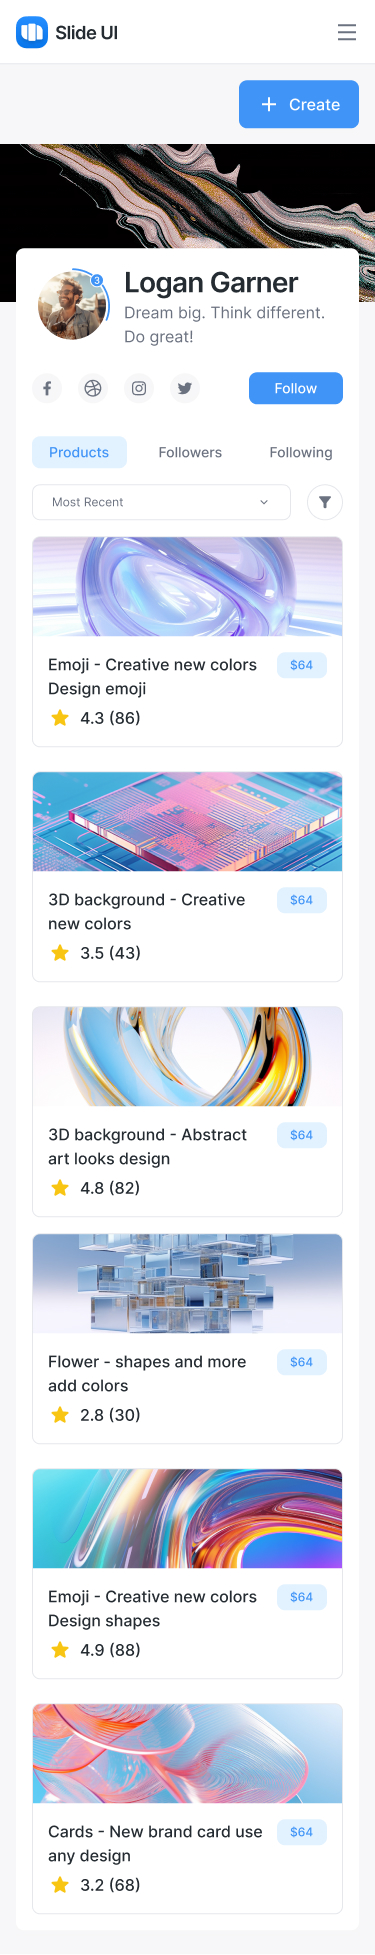 Slide UI
Create
3
Logan Garner
Dream big. Think different.
Do great!
Follow
Products
Followers
Following
Most Recent
Emoji - Creative new colors
Design emoji
$64
4.3 (86)
3D background - Creative
new colors
$64
3.5 (43)
3D background - Abstract
art looks design
$64
4.8 (82)
Flower - shapes and more
add colors
$64
2.8 (30)
Emoji - Creative new colors
Design shapes
$64
4.9 (88)
Cards - New brand card use
any design
$64
3.2 (68)